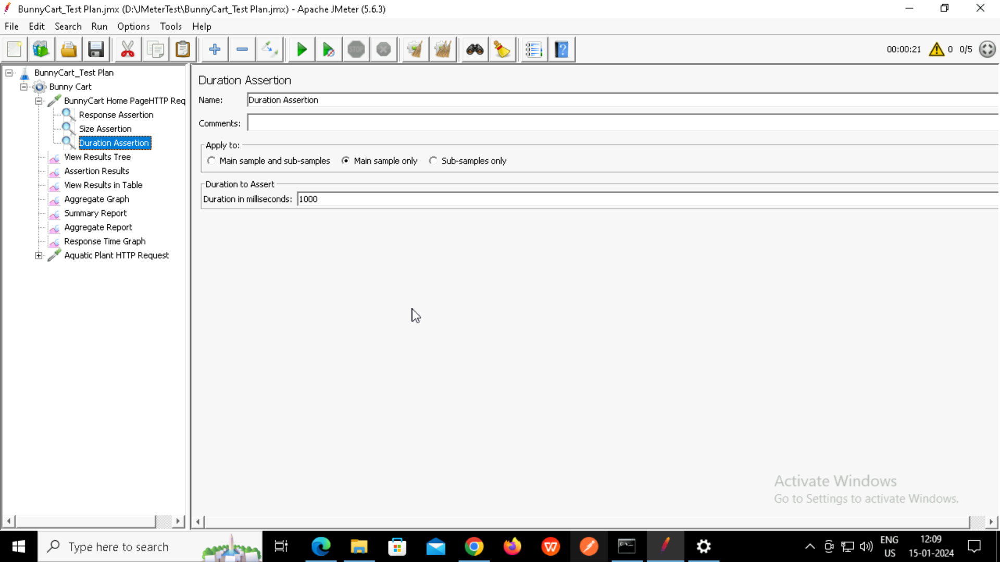 BunnyCart_Test Plan.jmx (D:\JMeterTest\BunnyCart_Test Plan.jmx) - Apache JMeter (5.6.3)
File Edit Search Run Options Tools Help
STOP
00:00:21 0 0/5
BunnyCart_Test Plan
Bunny Cart
BunnyCart Home PageHTTP Req
Response Assertion
Size Assertion
Duration Assertion
View Results Tree
Assertion Results
View Results in Table
Aggregate Graph
Summary Report
Aggregate Report
Response Time Graph
Aquatic Plant HTTP Request
Duration Assertion
Name: Duration Assertion
Comments:
Apply to:
Main sample and sub-samples Main sample only Sub-samples only
Duration to Assert
Duration in milliseconds: 1000
Activate Windows
Go to Settings to activate Windows.
Type here to search
ENG
US
12:09
15-01-2024